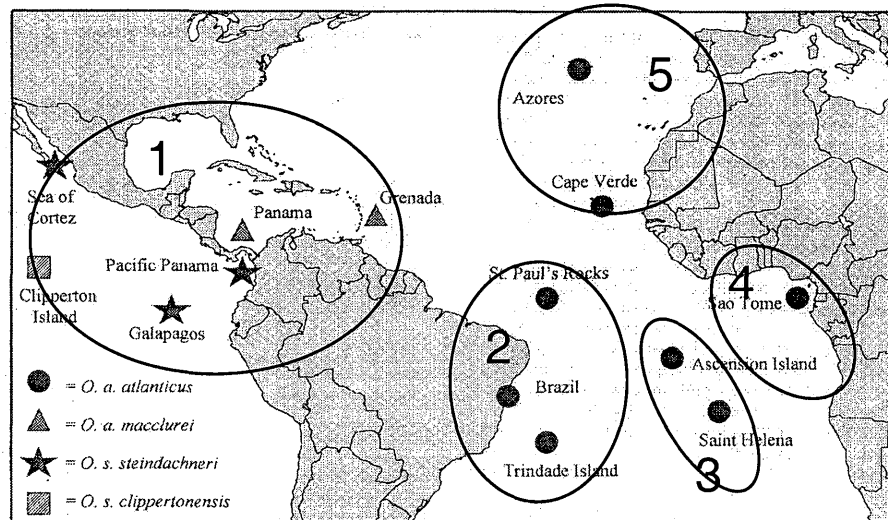 5
Azores
1
Cape Verde
Sea of
Cortez
Panama
Grenada
Pacific Panama
St. Paul's Rocks
4
Sao Tome
Clipperton
Island
Galapagos
2
Ascension Island
Brazil
Saint Helena
Trindade Island
3
= O. a. atlanticus
= O. a. macclurei
= O. s. steindachneri
= O. s. clippertonensis